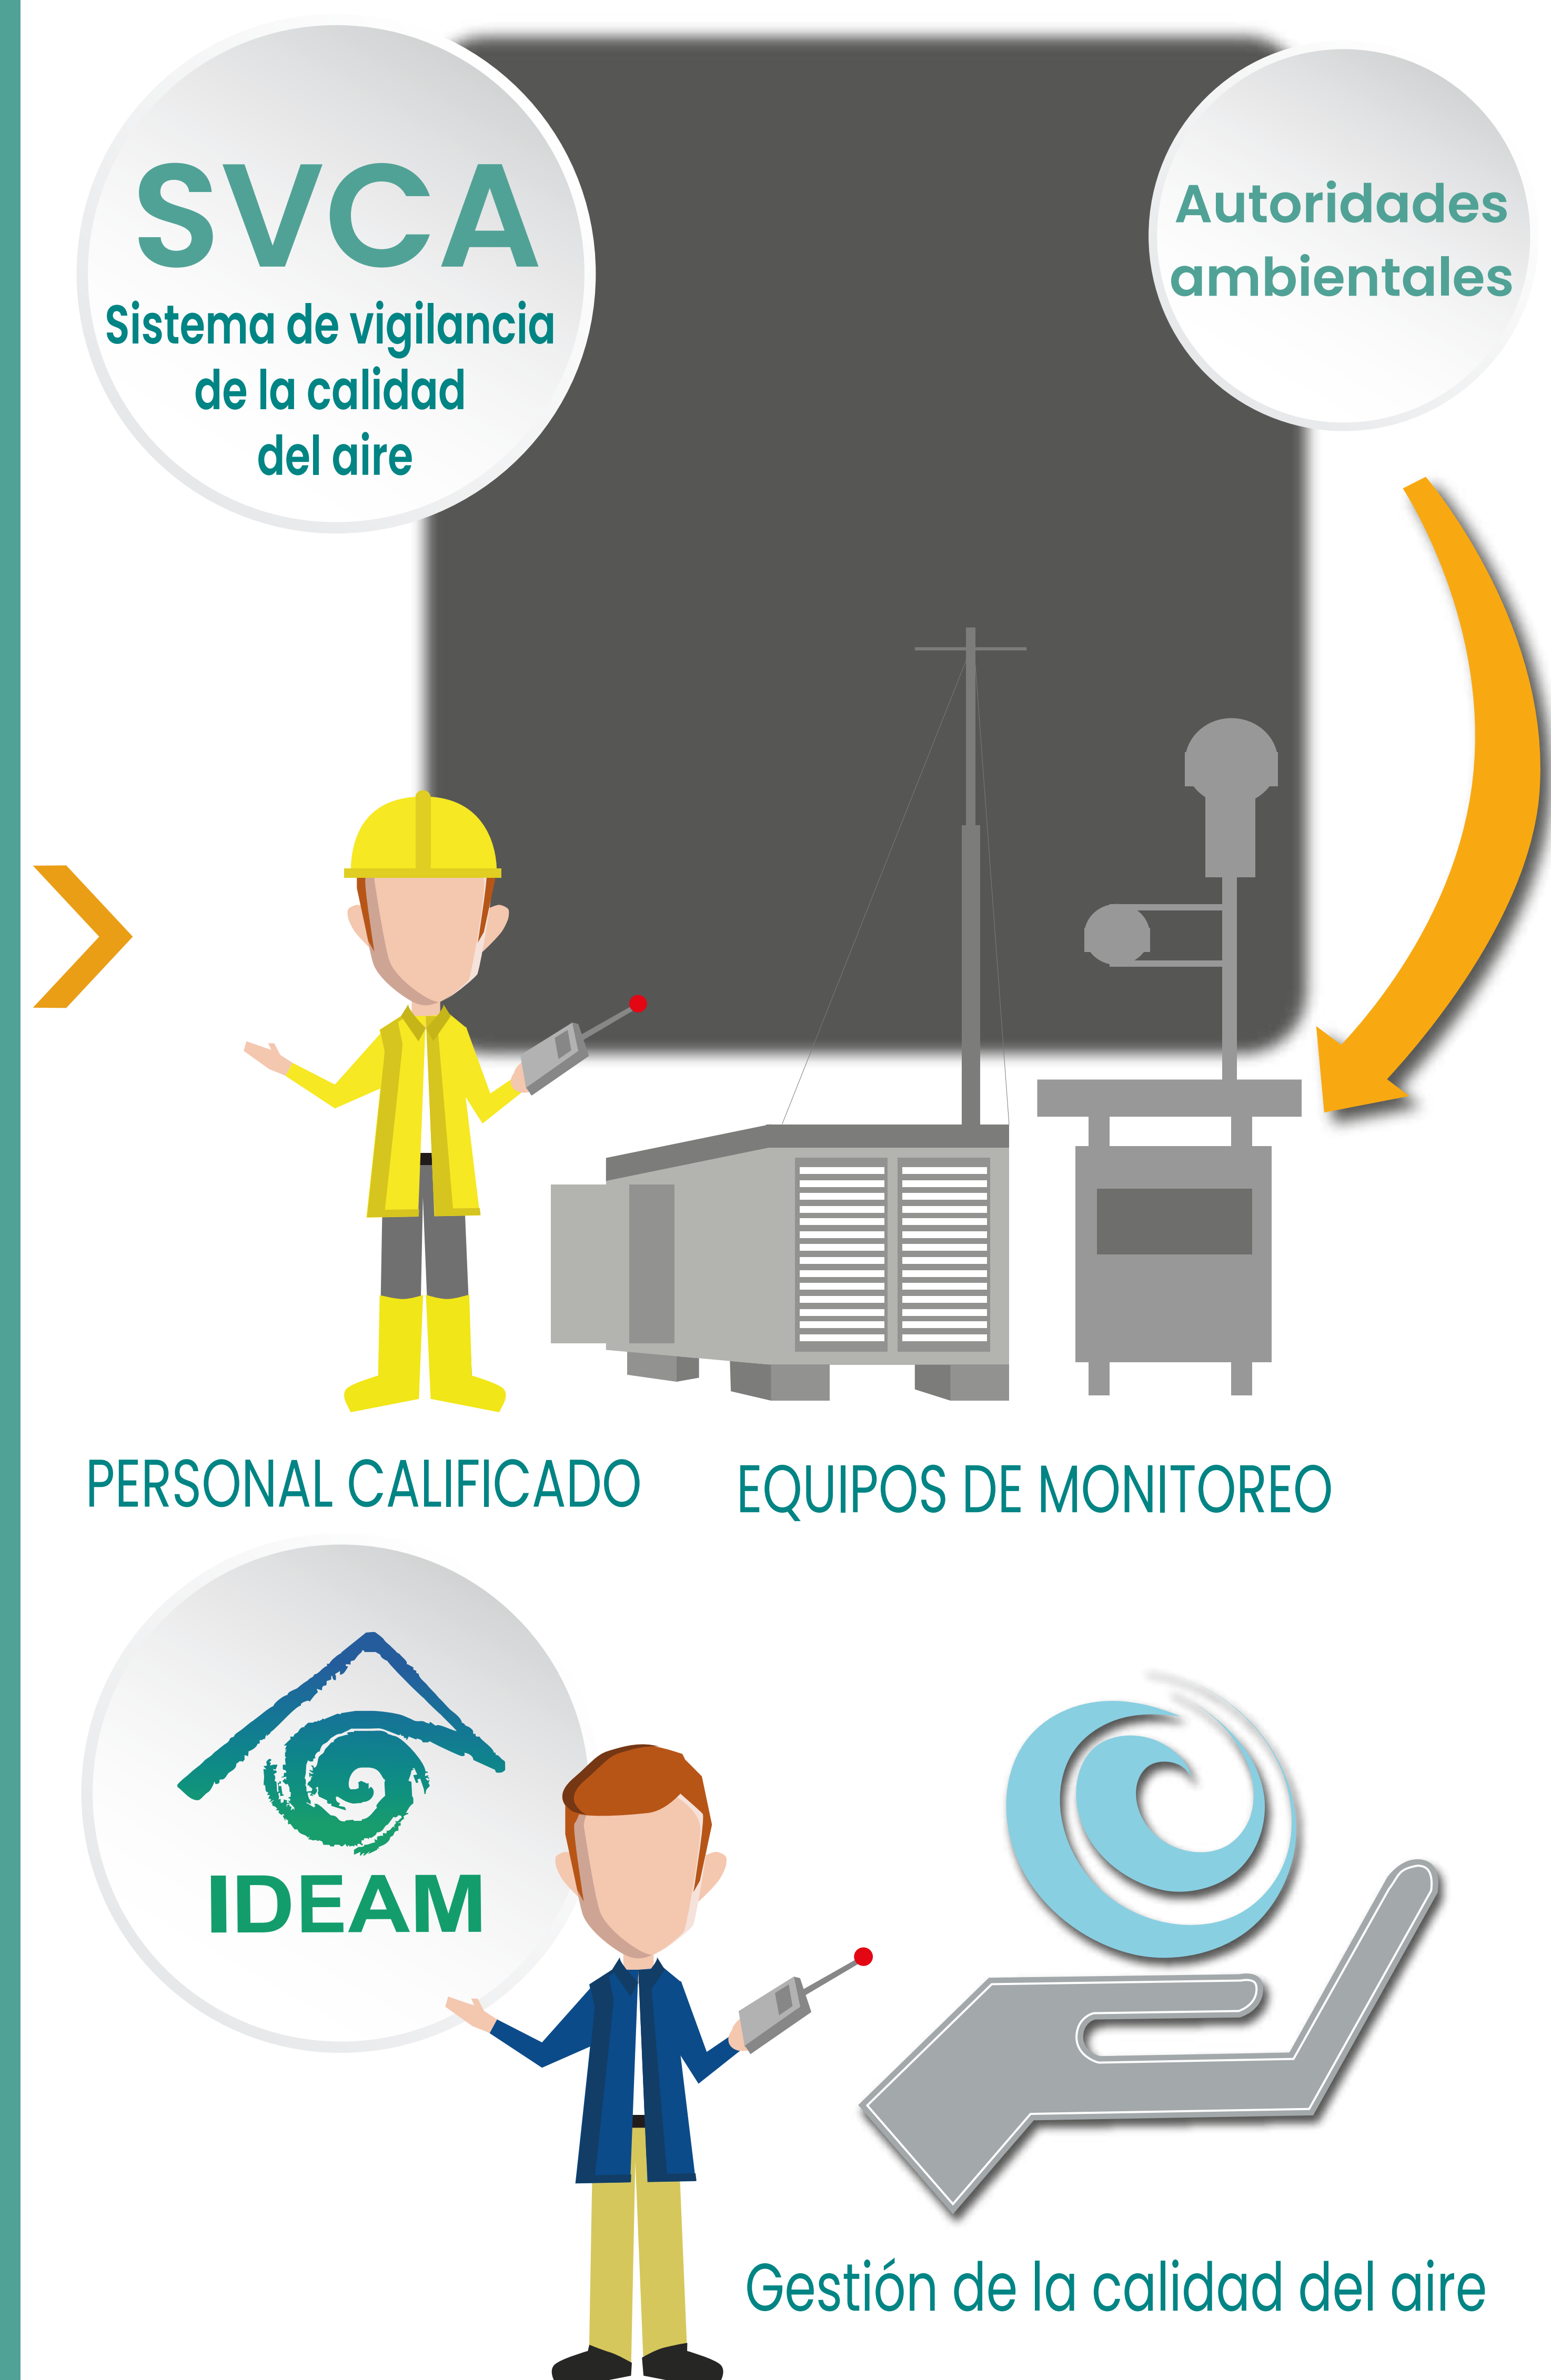 SVCA
Sistema de vigilancia
de la calidad
del aire
Autoridades
ambientales
PERSONAL CALIFICADO
EQUIPOS DE MONITOREO
IDEAM
Gestión de la calidad del aire